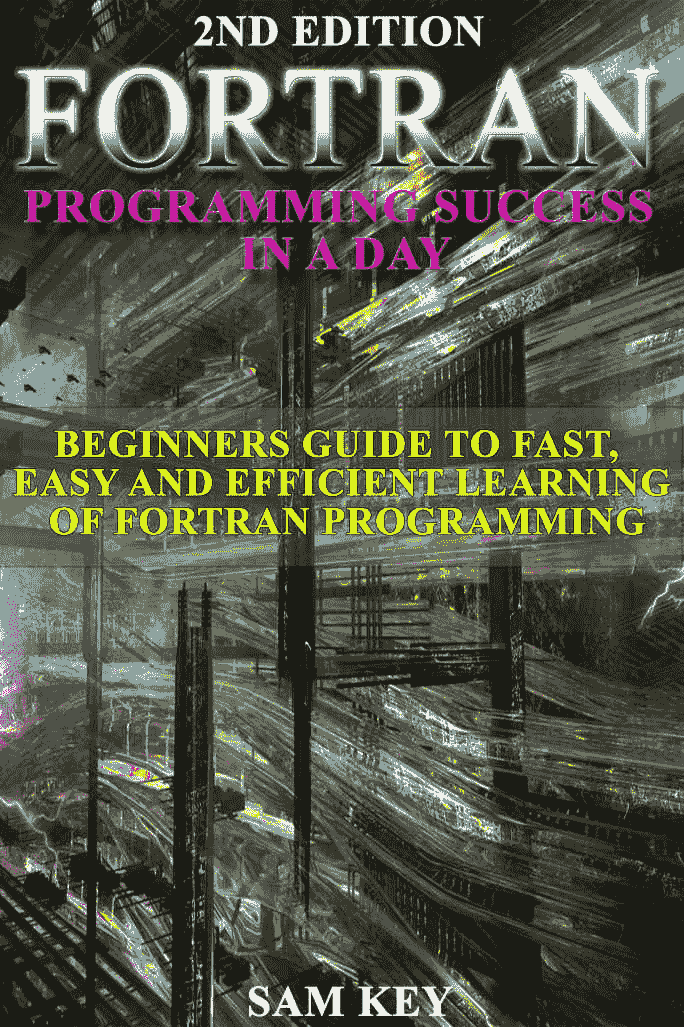 2ND EDITION
FORTRAN
PROGRAMMING SUCCESS
IN A DAY
BEGINNERS GUIDE TO FAST,
EASY AND EFFICIENT LEARNING
OF FORTRAN PROGRAMMING
SAM KEY